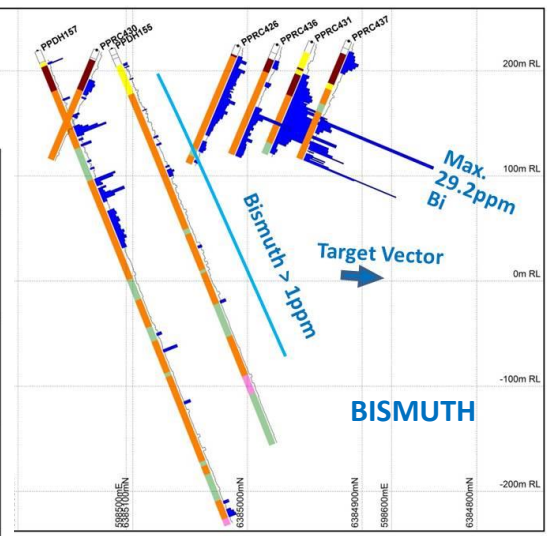 PPDH157
PPRC430
PPDH155
PPRC426
PPRC436
PPRC431
PPRC437
200m RL
Max.
29.2ppm
Bi
100m RL
Bismuth > 1ppm
Target Vector
0m RL
-100m RL
BISMUTH
-200m RL
598500mE
6385100mN
6385000mN
6384900mN
598600mE
6384800mN